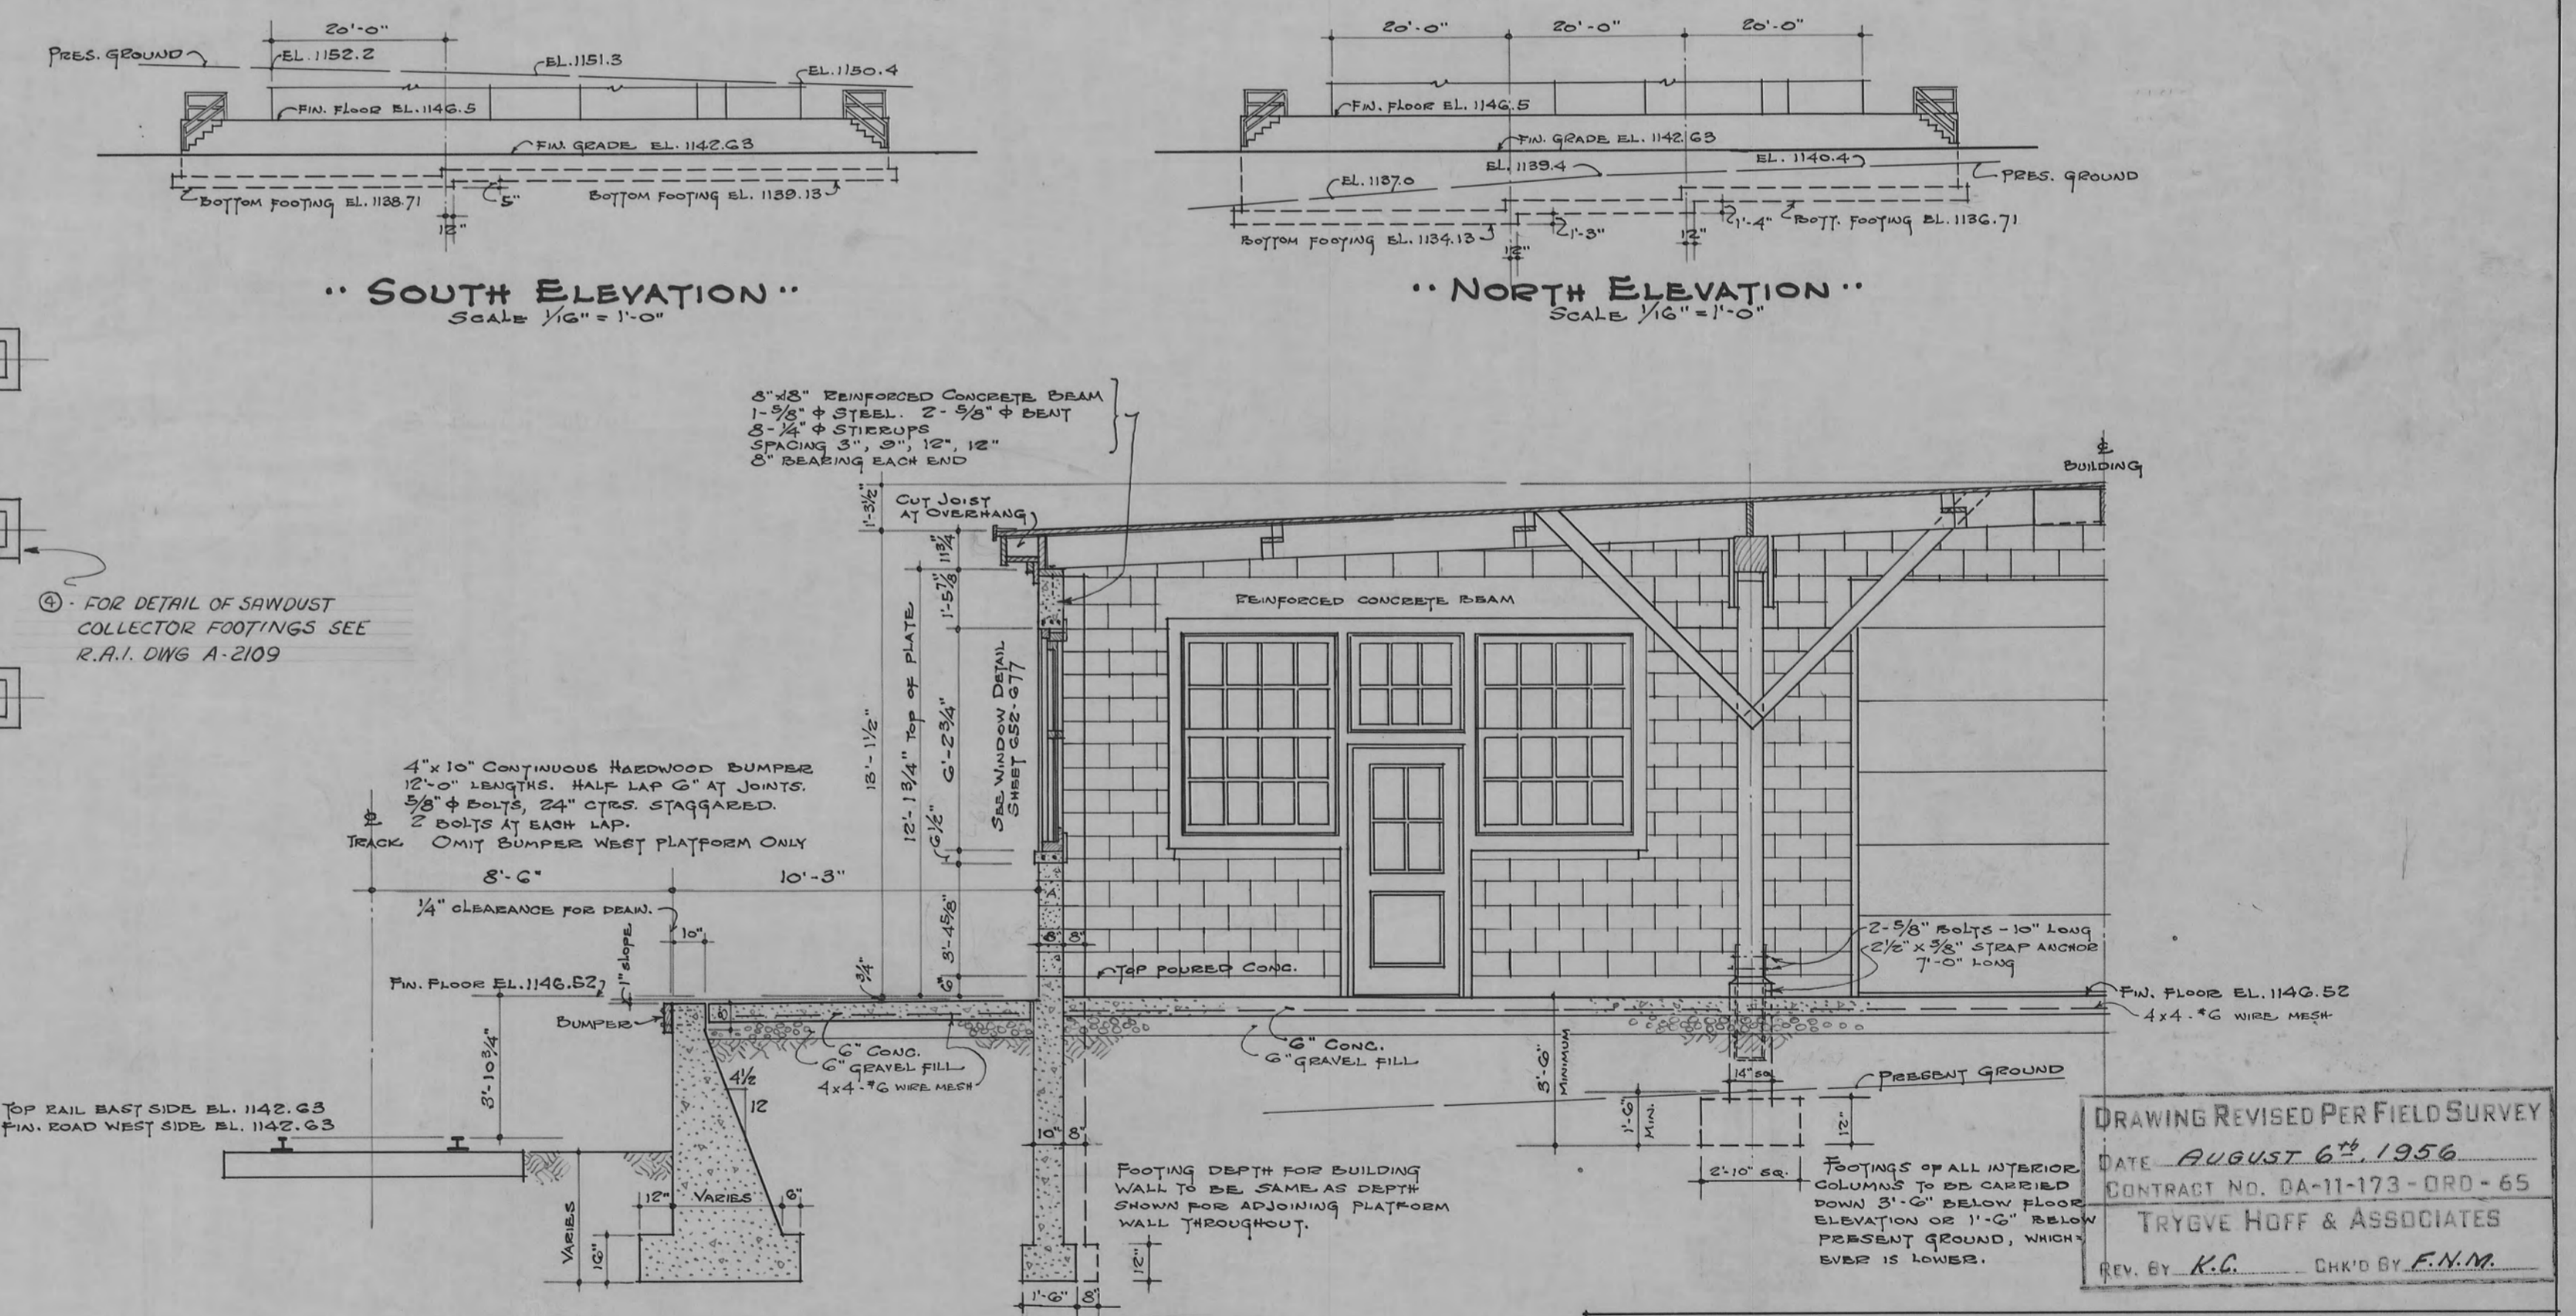 20'-0"
PRES. GROUND
EL. 1152.2
EL. 1151.3
EL. 1150.4
FIN. FLOOR EL. 1146.5
FIN. GRADE EL. 1142.63
BOTTOM FOOTING EL. 1138.71
5"
BOTTOM FOOTING EL. 1139.13
12"
" SOUTH ELEVATION "
SCALE 1/16" = 1'-0"
20'-0" 20'-0" 20'-0"
FIN. FLOOR EL. 1146.5
FIN. GRADE EL. 1142.63
EL. 1137.0
EL. 1139.4
EL. 1140.4
PRES. GROUND
BOTTOM FOOTING EL. 1134.13
12"
1'-3"
12"
1'-4"
BOTT. FOOTING EL. 1136.71
" NORTH ELEVATION "
SCALE 1/16" = 1'-0"
8"x18" REINFORCED CONCRETE BEAM
1-5/8" φ STEEL. 2-5/8" φ BENT
8-1/4" φ STIRRUPS
SPACING 3", 9", 12", 12"
8" BEARING EACH END
CUT JOIST
AT OVERHANG
℄
BUILDING
1'-3 1/2"
11 3/4"
1'-5 7/8"
13'-1 1/2"
12'-1 3/4" TOP OF PLATE
6'-2 3/4"
6 1/2"
3'-4 5/8"
6"
3/4"
SEE WINDOW DETAIL
SHEET 652-677
REINFORCED CONCRETE BEAM
④ - FOR DETAIL OF SAWDUST
COLLECTOR FOOTINGS SEE
R.A.I. DWG A-2109
4"x10" CONTINUOUS HARDWOOD BUMPER
12'-0" LENGTHS. HALF LAP 6" AT JOINTS.
5/8" φ BOLTS, 24" CTRS. STAGGARED.
2 BOLTS AT EACH LAP.
OMIT BUMPER WEST PLATFORM ONLY
℄
TRACK
8'-6"
10'-3"
1/4" CLEARANCE FOR DRAIN.
10"
1" SLOPE
FIN. FLOOR EL. 1146.52
BUMPER
8"
3'-10 3/4"
6" CONC.
6" GRAVEL FILL
4x4-#6 WIRE MESH
4 1/2
12
TOP RAIL EAST SIDE EL. 1142.63
FIN. ROAD WEST SIDE EL. 1142.63
VARIES
16"
12"
VARIES
6"
8"
TOP POURED CONC.
6" CONC.
6" GRAVEL FILL
10" 8"
FOOTING DEPTH FOR BUILDING
WALL TO BE SAME AS DEPTH
SHOWN FOR ADJOINING PLATFORM
WALL THROUGHOUT.
12"
1'-6" 8"
3'-6"
MINIMUM
1'-6"
MIN.
14" SQ.
2'-10" SQ.
12"
PRESENT GROUND
2-5/8" BOLTS - 10" LONG
2 1/2" x 3/8" STRAP ANCHOR
7'-0" LONG
FIN. FLOOR EL. 1146.52
4x4-#6 WIRE MESH
FOOTINGS OF ALL INTERIOR
COLUMNS TO BE CARRIED
DOWN 3'-6" BELOW FLOOR
ELEVATION OR 1'-6" BELOW
PRESENT GROUND, WHICH-
EVER IS LOWER.
DRAWING REVISED PER FIELD SURVEY
DATE AUGUST 6th, 1956
CONTRACT NO. DA-11-173-ORD-65
TRYGVE HOFF & ASSOCIATES
REV. BY K.C. CHK'D BY F.N.M.